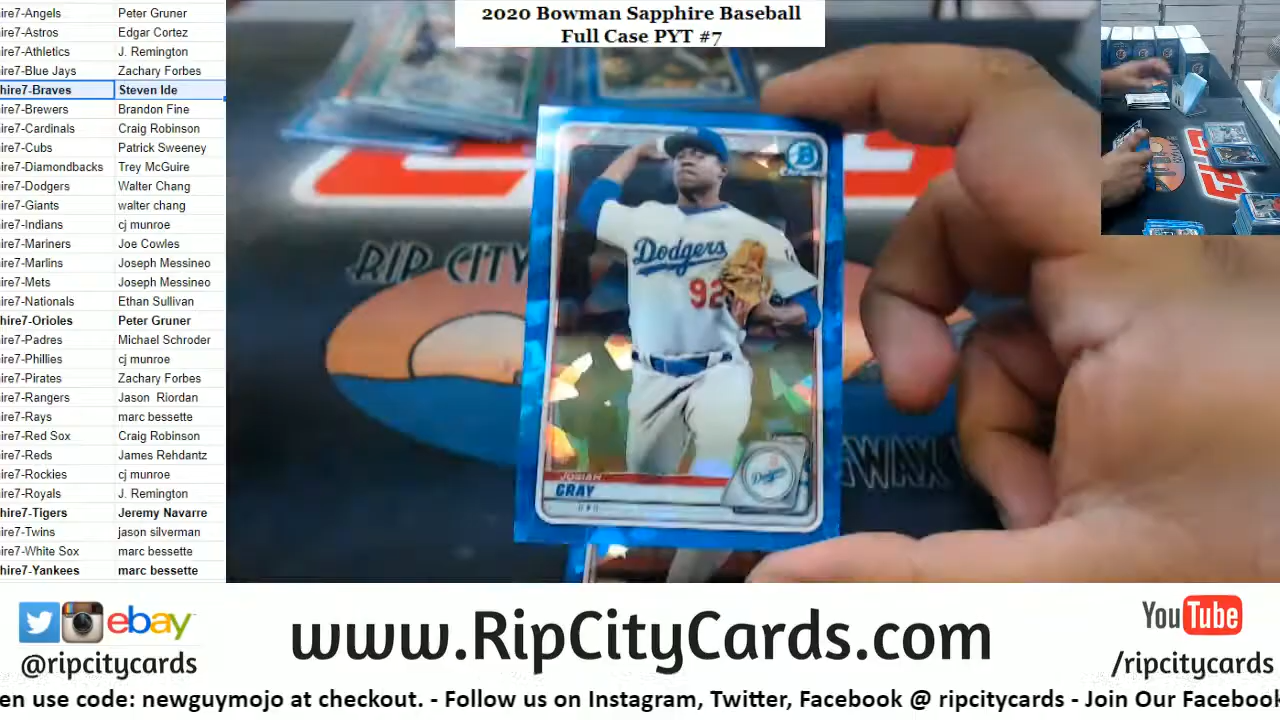 2020 Bowman Sapphire Baseball
Full Case PYT #7
ire7-Angels Peter Gruner
ire7-Astros Edgar Cortez
ire7-Athletics J. Remington
ire7-Blue Jays Zachary Forbes
hire7-Braves Steven Ide
ire7-Brewers Brandon Fine
ire7-Cardinals Craig Robinson
ire7-Cubs Patrick Sweeney
ire7-Diamondbacks Trey McGuire
ire7-Dodgers Walter Chang
ire7-Giants walter chang
ire7-Indians cj munroe
ire7-Mariners Joe Cowles
ire7-Marlins Joseph Messineo
ire7-Mets Joseph Messineo
ire7-Nationals Ethan Sullivan
hire7-Orioles Peter Gruner
ire7-Padres Michael Schroder
ire7-Phillies cj munroe
ire7-Pirates Zachary Forbes
ire7-Rangers Jason Riordan
ire7-Rays marc bessette
ire7-Red Sox Craig Robinson
ire7-Reds James Rehdantz
ire7-Rockies cj munroe
ire7-Royals J. Remington
hire7-Tigers Jeremy Navarre
ire7-Twins jason silverman
ire7-White Sox marc bessette
hire7-Yankees marc bessette
RIP CITY
B
Dodgers
92
JOSIAH
GRAY
Dodgers
ebay
@ripcitycards
www.RipCityCards.com
YouTube
/ripcitycards
en use code: newguymojo at checkout. - Follow us on Instagram, Twitter, Facebook @ ripcitycards - Join Our Facebook